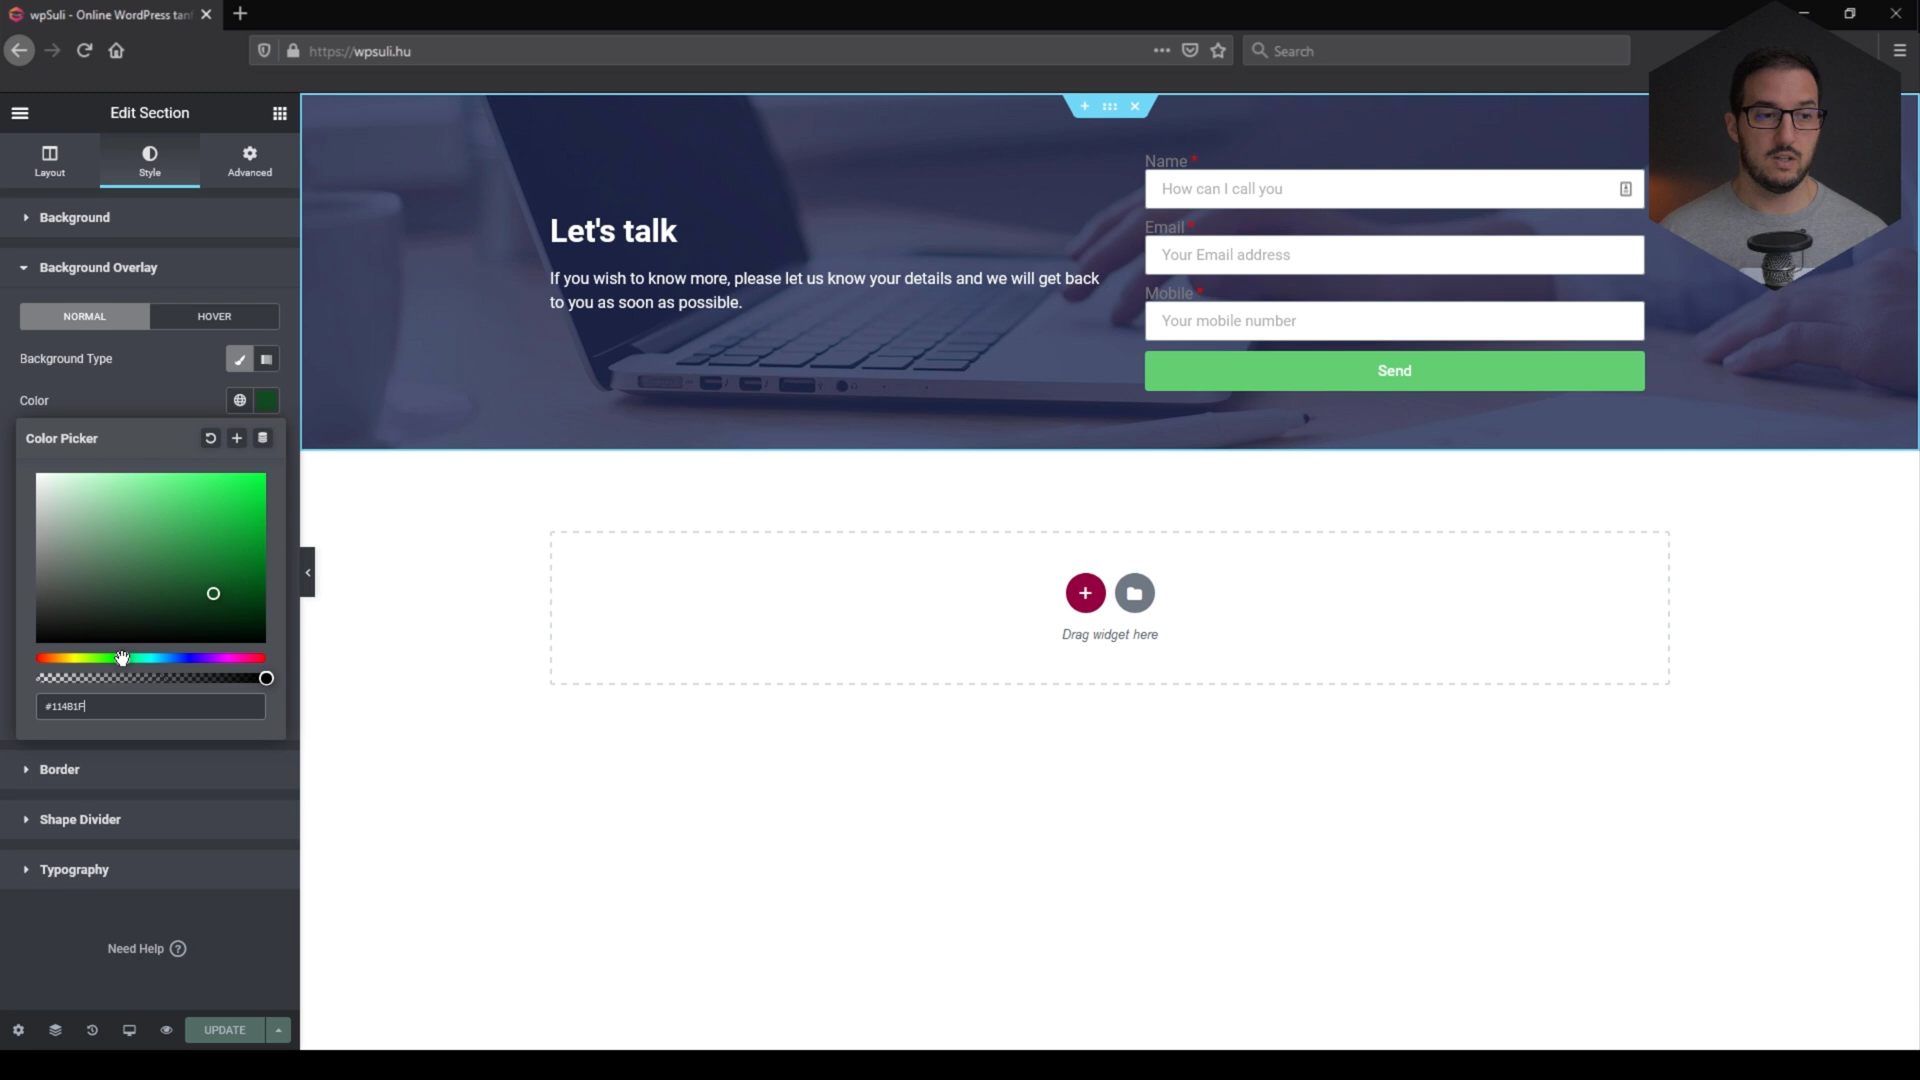 wpSuli - Online WordPress tan
https://wpsuli.hu
Search
Edit Section
Layout
Style
Advanced
Background
Background Overlay
NORMAL
HOVER
Background Type
Color
Color Picker
#114B1F
Border
Shape Divider
Typography
Need Help ?
UPDATE
Let's talk
If you wish to know more, please let us know your details and we will get back
to you as soon as possible.
Name *
How can I call you
Email *
Your Email address
Mobile *
Your mobile number
Send
Drag widget here